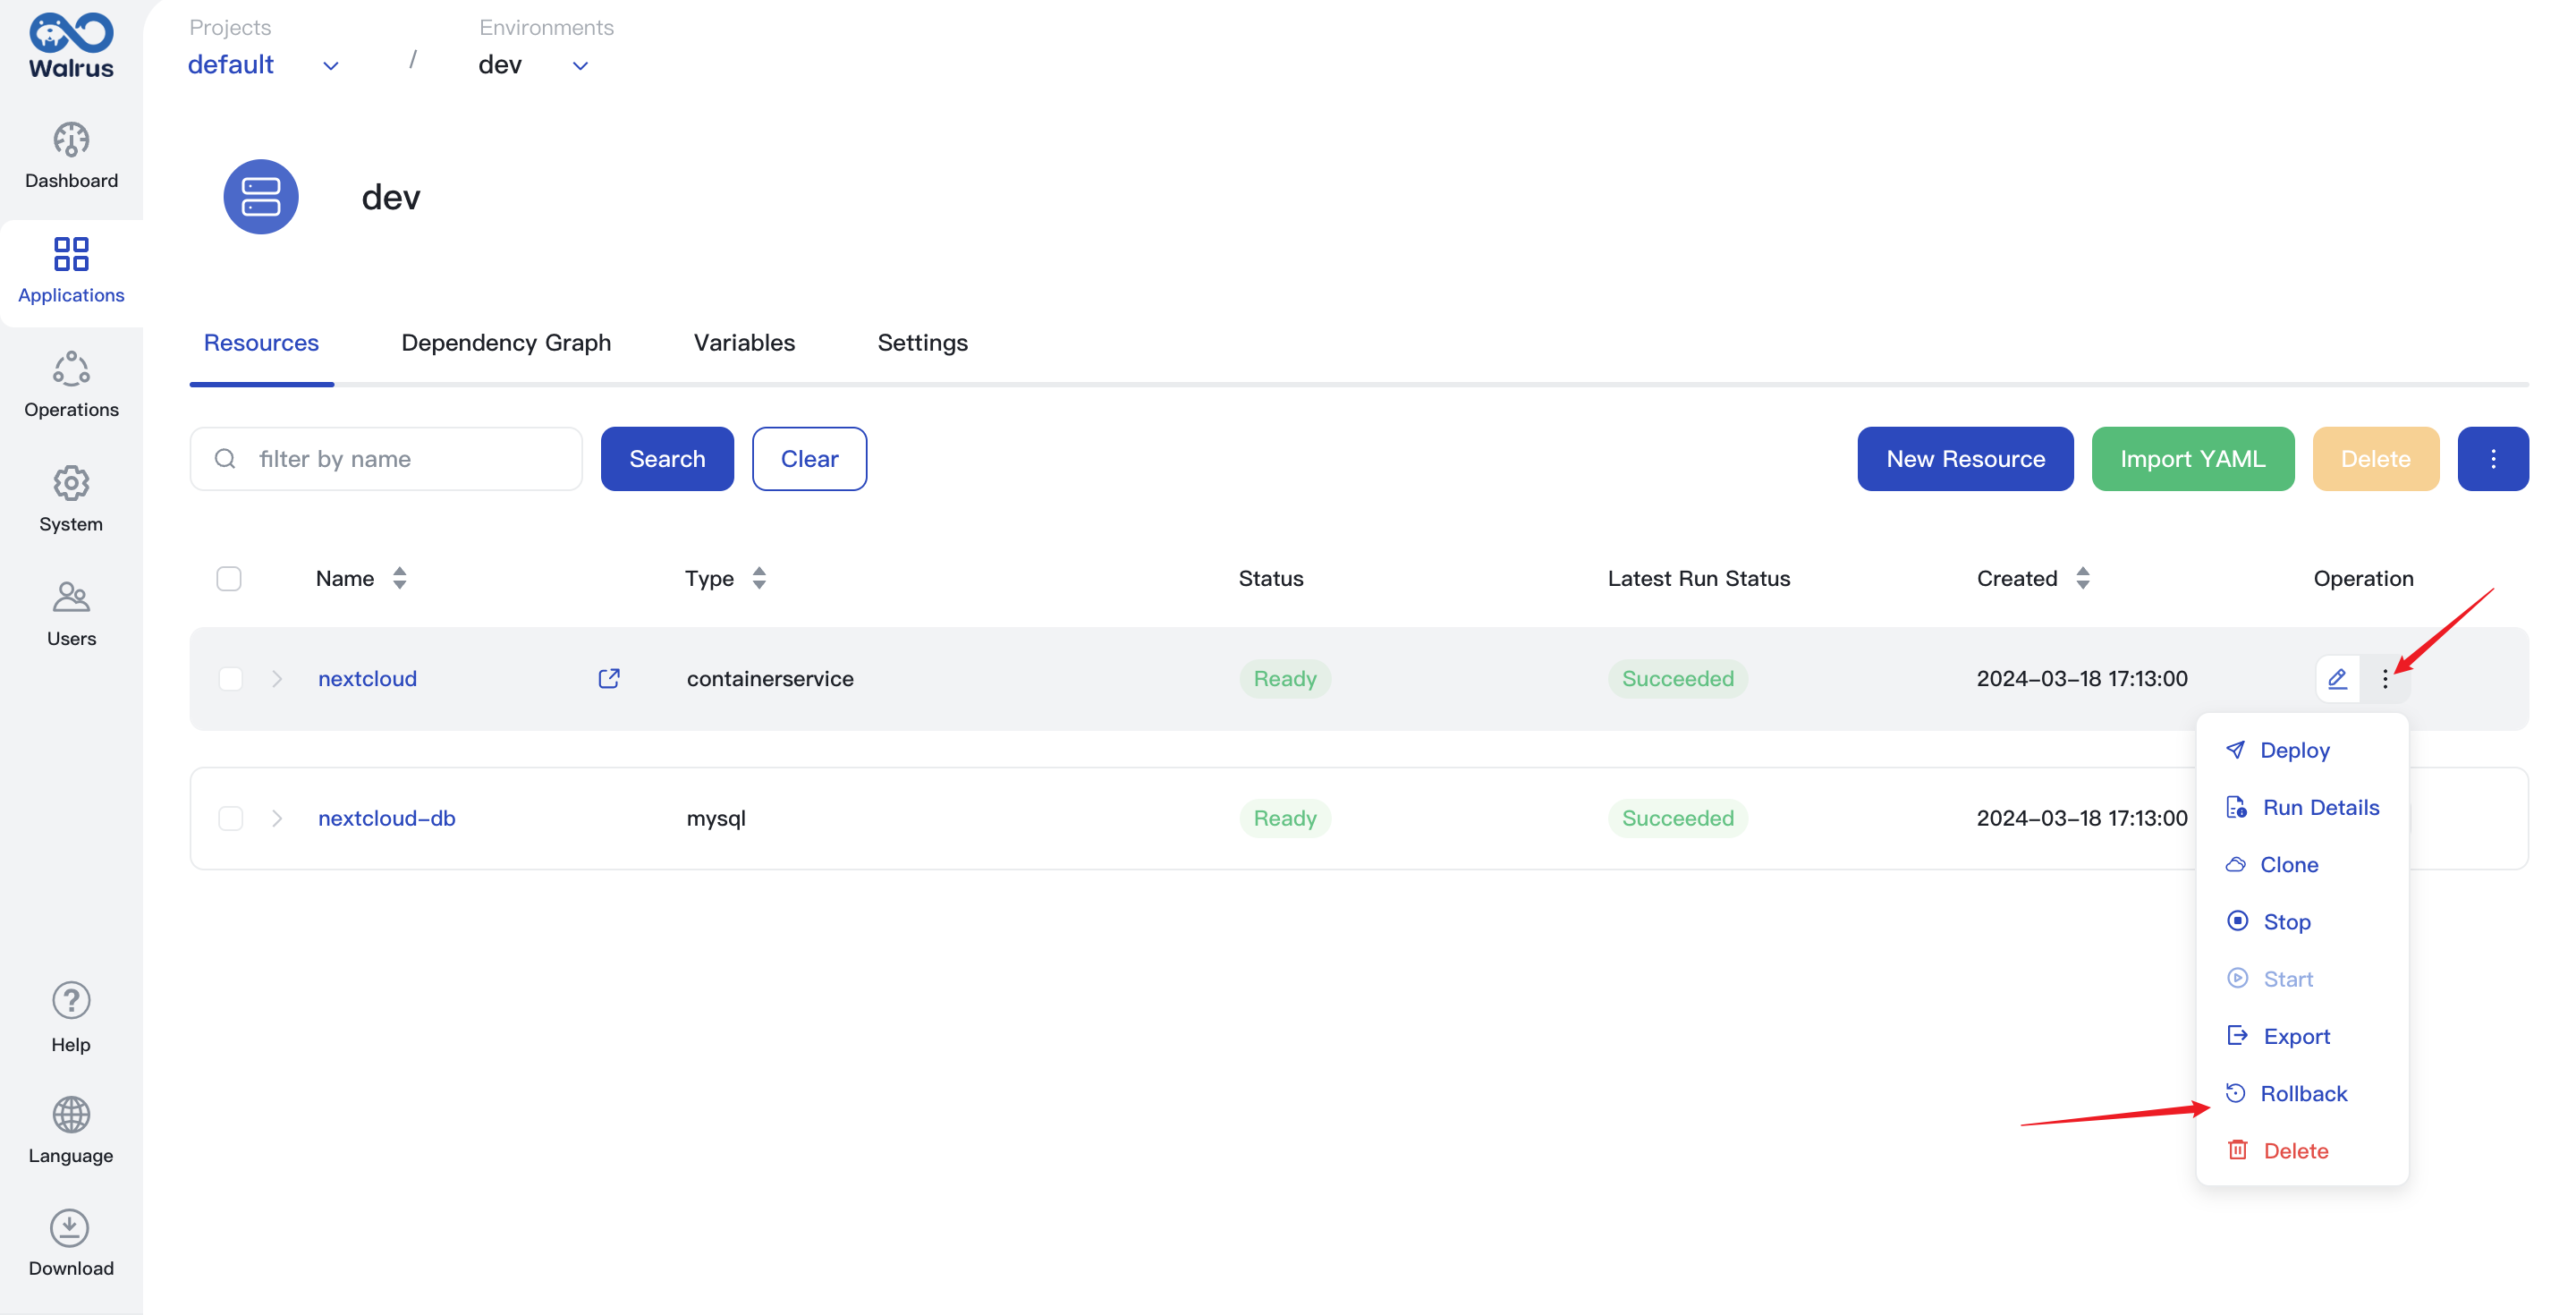 Walrus
Dashboard
Applications
Operations
System
Users
Help
Language
Download
Projects
default
/
Environments
dev
dev
Resources
Dependency Graph
Variables
Settings
filter by name
Search
Clear
New Resource
Import YAML
Delete
Name
Type
Status
Latest Run Status
Created
Operation
nextcloud
containerservice
Ready
Succeeded
2024-03-18 17:13:00
nextcloud-db
mysql
Ready
Succeeded
2024-03-18 17:13:00
Deploy
Run Details
Clone
Stop
Start
Export
Rollback
Delete